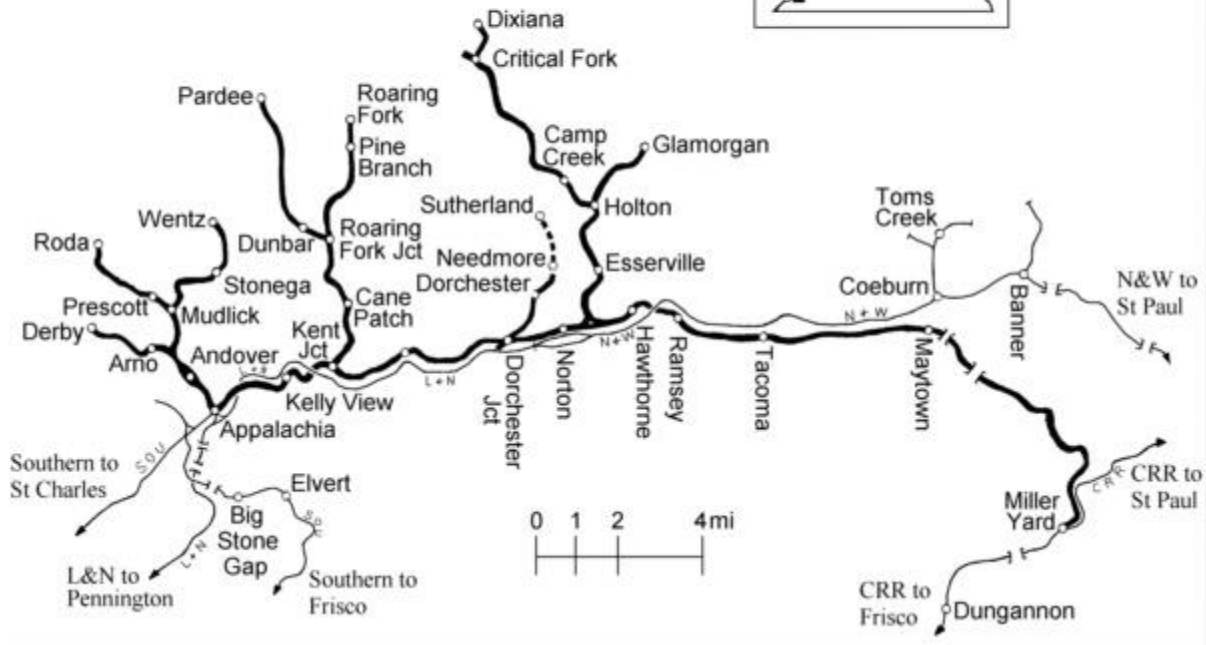 Dixiana
Critical Fork
Pardee
Roaring
Fork
Pine
Branch
Camp
Creek
Glamorgan
Wentz
Sutherland
Holton
Toms
Creek
Roda
Dunbar
Roaring
Fork Jct
Stonega
Needmore
Dorchester
Esserville
Prescott
Mudlick
Cane
Patch
Coeburn
Banner
N&W to
St Paul
Derby
Arno
Andover
Kent
Jct
N+W
N+W
L+N
L+N
Kelly View
Dorchester
Jct
Norton
Hawthorne
Ramsey
Tacoma
Maytown
Appalachia
SOU
Southern to
St Charles
Elvert
SOU
Big
Stone
Gap
L+N
L&N to
Pennington
Southern to
Frisco
0 1 2 4mi
Miller
Yard
CRR
CRR to
St Paul
CRR to
Frisco
Dungannon